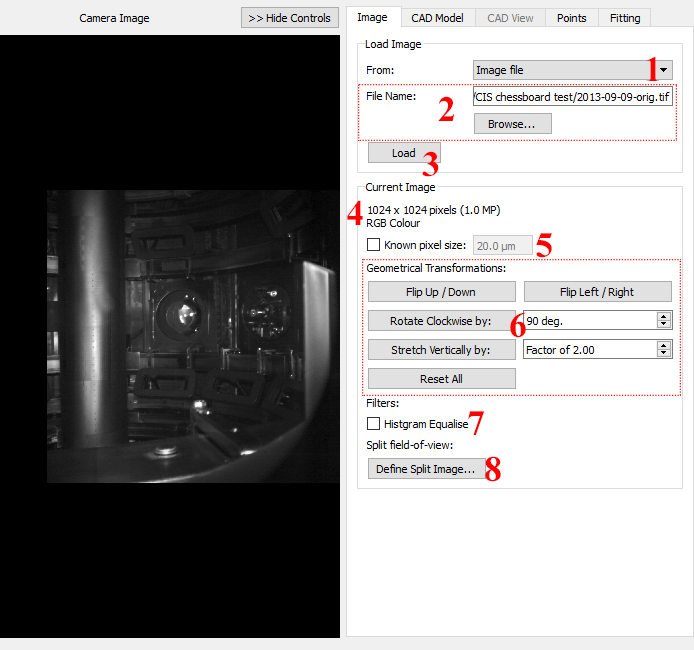 Camera Image >> Hide Controls Image CAD Model CAD View Points Fitting
Load Image
From: Image file 1
File Name: /CIS chessboard test/2013-09-09-orig.tif
2
Browse...
Load 3
Current Image
4 1024 x 1024 pixels (1.0 MP)
RGB Colour
Known pixel size: 20.0 µm 5
Geometrical Transformations:
Flip Up / Down Flip Left / Right
Rotate Clockwise by: 6 90 deg.
Stretch Vertically by: Factor of 2.00
Reset All
Filters:
Histgram Equalise 7
Split field-of-view:
Define Split Image... 8